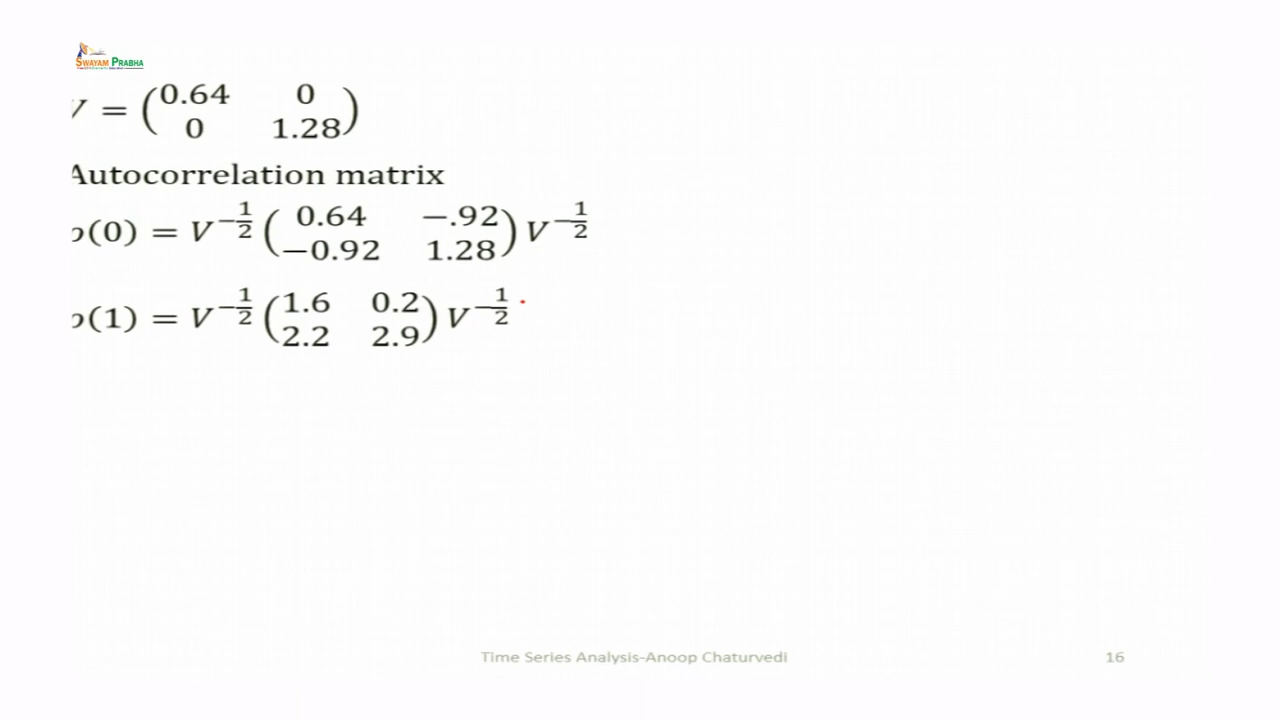 SWAYAM PRABHA
V = (0.64 0
0 1.28)
Autocorrelation matrix
ρ(0) = V^{-1/2} (0.64 −.92
−0.92 1.28) V^{-1/2}
ρ(1) = V^{-1/2} (1.6 0.2
2.2 2.9) V^{-1/2}
Time Series Analysis-Anoop Chaturvedi 16